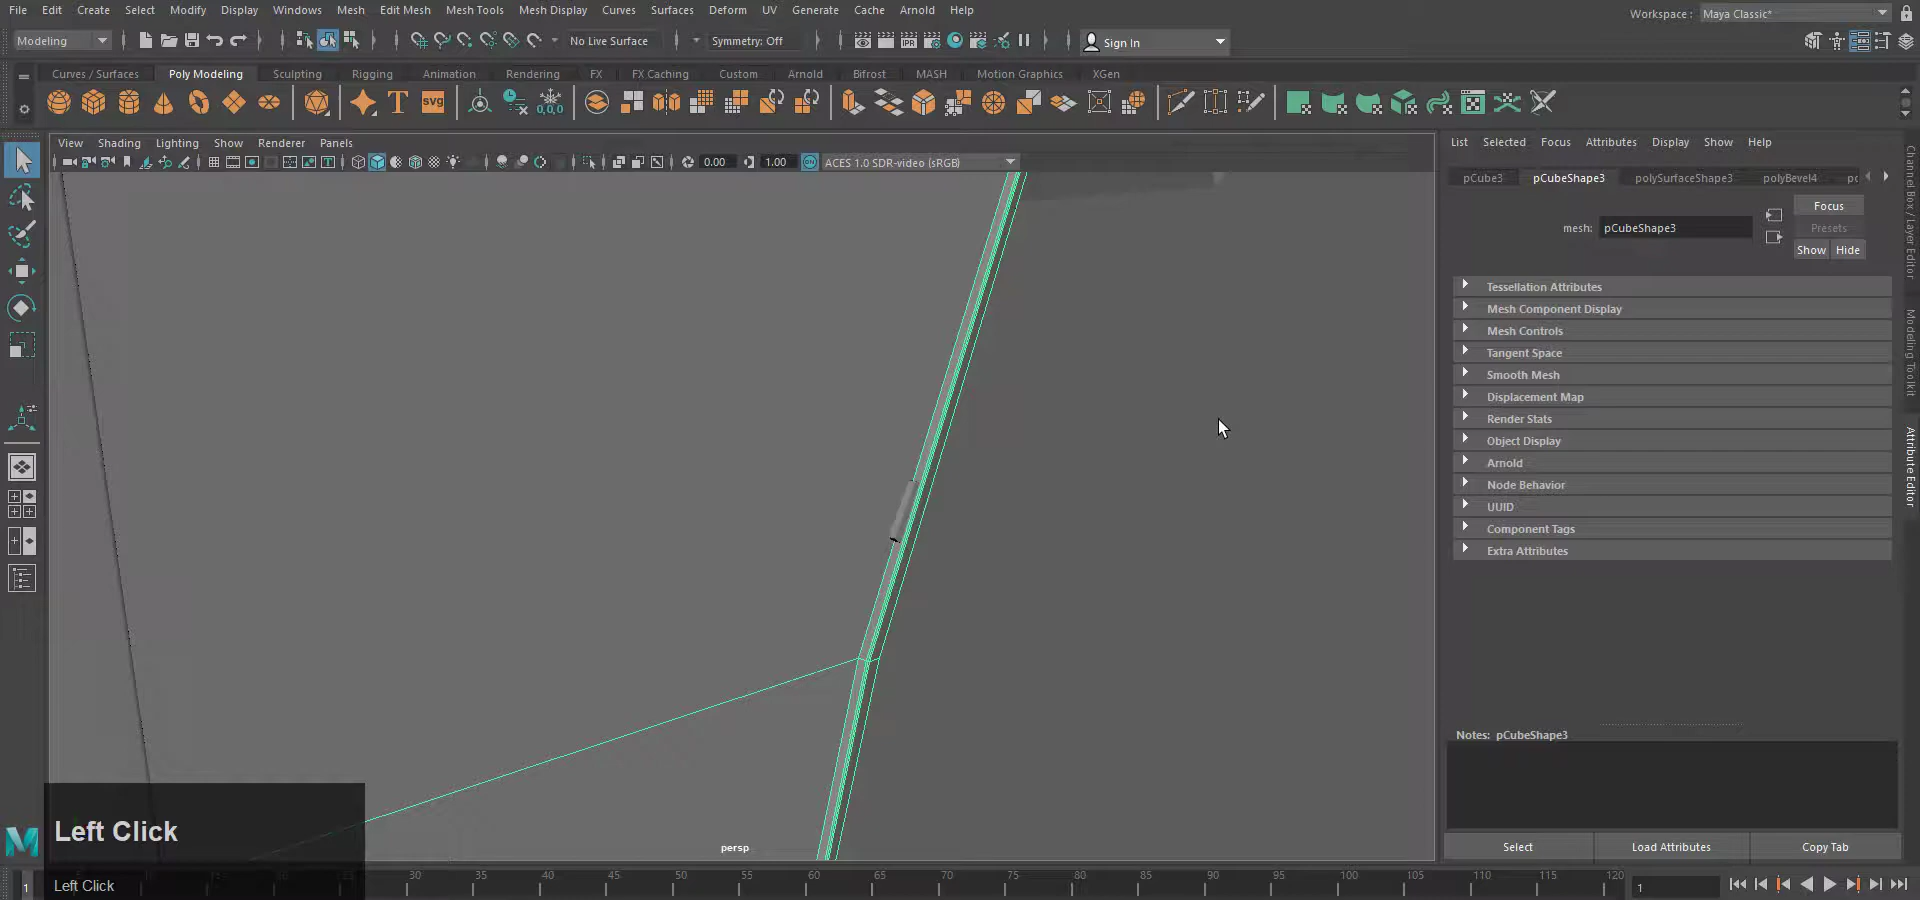 File Edit Create Select Modify Display Windows Mesh Edit Mesh Mesh Tools Mesh Display Curves Surfaces Deform UV Generate Cache Arnold Help
Workspace : Maya Classic*
Modeling No Live Surface Symmetry: Off Sign In
Curves / Surfaces Poly Modeling Sculpting Rigging Animation Rendering FX FX Caching Custom Arnold Bifrost MASH Motion Graphics XGen
T svg 0,0,0
View Shading Lighting Show Renderer Panels
0.00 1.00 ACES 1.0 SDR-video (sRGB)
List Selected Focus Attributes Display Show Help
pCube3 pCubeShape3 polySurfaceShape3 polyBevel4
Focus
mesh: pCubeShape3
Presets
Show Hide
Tessellation Attributes
Mesh Component Display
Mesh Controls
Tangent Space
Smooth Mesh
Displacement Map
Render Stats
Object Display
Arnold
Node Behavior
UUID
Component Tags
Extra Attributes
Notes: pCubeShape3
Select Load Attributes Copy Tab
Channel Box / Layer Editor
Modeling Toolkit
Attribute Editor
Left Click
Left Click
persp
1 30 35 40 45 50 55 60 65 70 75 80 85 90 95 100 105 110 115 120
1